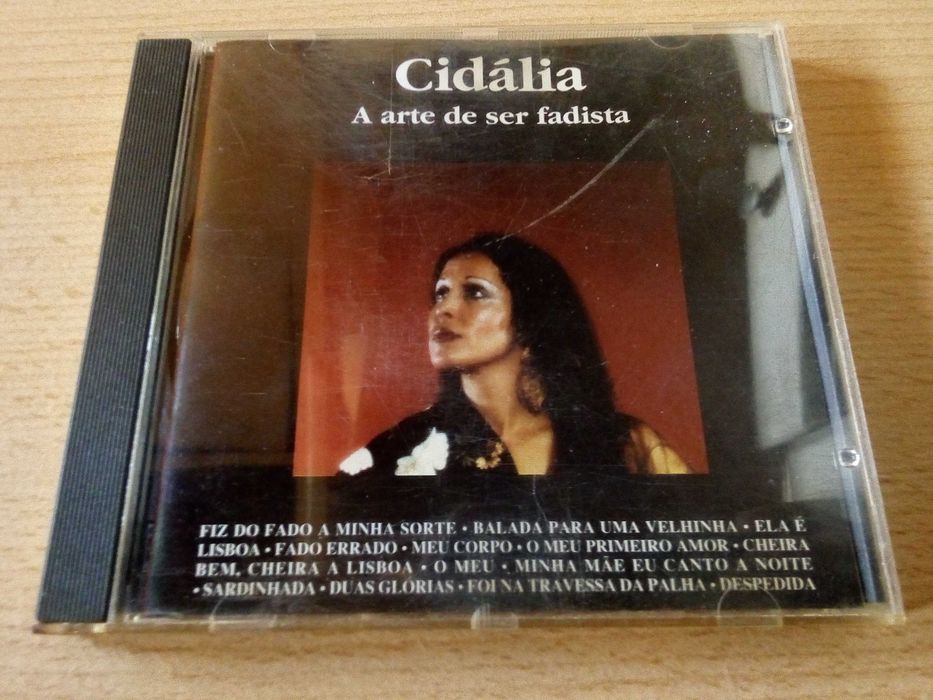 Cidália
A arte de ser fadista
FIZ DO FADO A MINHA SORTE • BALADA PARA UMA VELHINHA • ELA É
LISBOA • FADO ERRADO • MEU CORPO • O MEU PRIMEIRO AMOR • CHEIRA
BEM, CHEIRA A LISBOA • O MEU • MINHA MÃE EU CANTO A NOITE
• SARDINHADA • DUAS GLÓRIAS • FOI NA TRAVESSA DA PALHA • DESPEDIDA